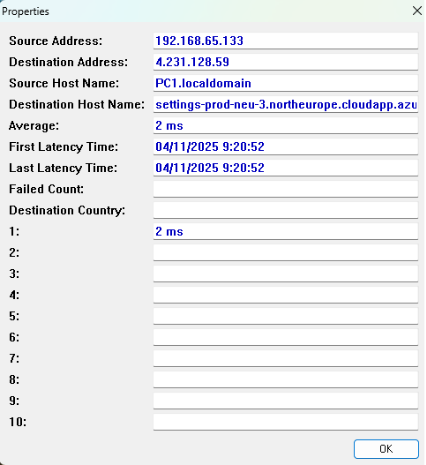 Properties
Source Address: 192.168.65.133
Destination Address: 4.231.128.59
Source Host Name: PC1.localdomain
Destination Host Name: settings-prod-neu-3.northeurope.cloudapp.azu
Average: 2 ms
First Latency Time: 04/11/2025 9:20:52
Last Latency Time: 04/11/2025 9:20:52
Failed Count:
Destination Country:
1: 2 ms
2:
3:
4:
5:
6:
7:
8:
9:
10:
OK